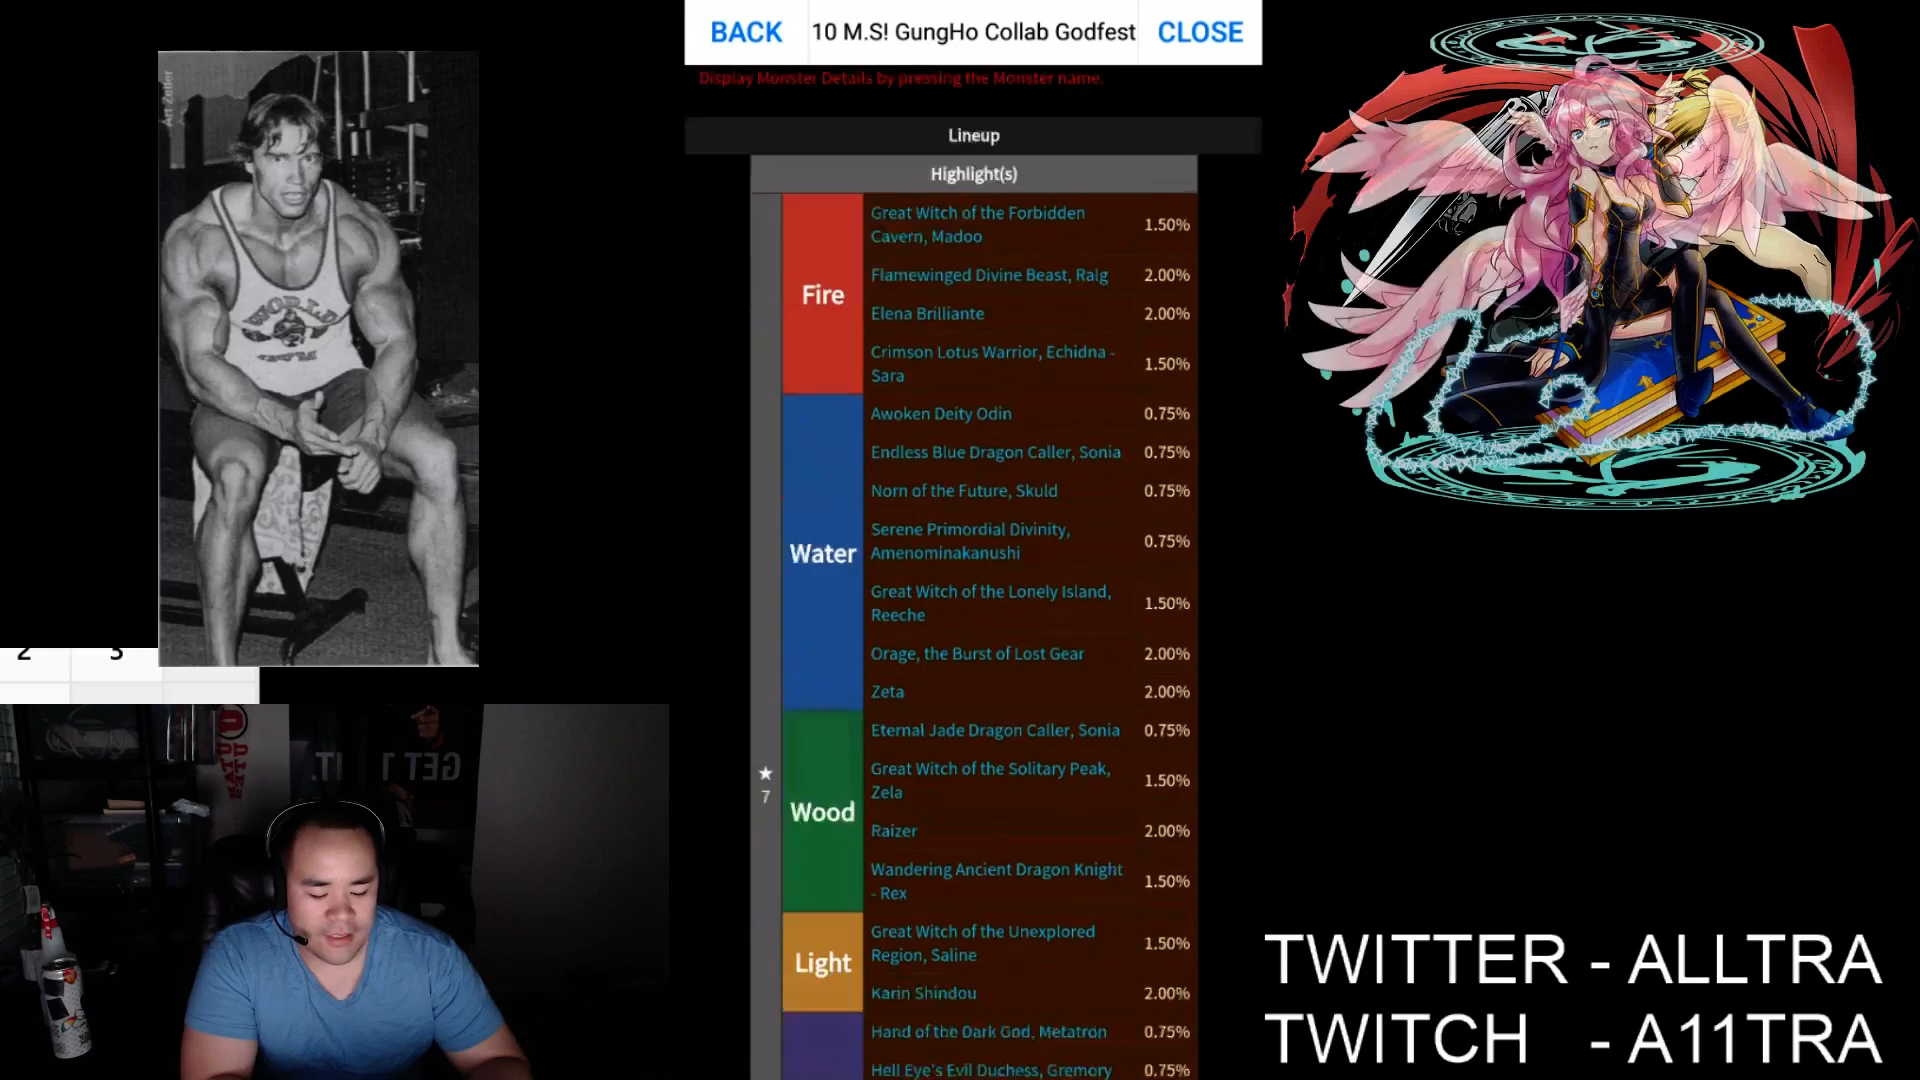 BACK
10 M.S! GungHo Collab Godfest
CLOSE
Display Monster Details by pressing the Monster name.
Lineup
Highlight(s)
Fire
Great Witch of the Forbidden
Cavern, Madoo
1.50%
Flamewinged Divine Beast, Ralg
2.00%
Elena Brilliante
2.00%
Crimson Lotus Warrior, Echidna -
Sara
1.50%
Water
Awoken Deity Odin
0.75%
Endless Blue Dragon Caller, Sonia
0.75%
Norn of the Future, Skuld
0.75%
Serene Primordial Divinity,
Amenominakanushi
0.75%
Great Witch of the Lonely Island,
Reeche
1.50%
Orage, the Burst of Lost Gear
2.00%
Zeta
2.00%
★
7
Wood
Eternal Jade Dragon Caller, Sonia
0.75%
Great Witch of the Solitary Peak,
Zela
1.50%
Raizer
2.00%
Wandering Ancient Dragon Knight
- Rex
1.50%
Light
Great Witch of the Unexplored
Region, Saline
1.50%
Karin Shindou
2.00%
Hand of the Dark God, Metatron
0.75%
Hell Eye's Evil Duchess, Gremory
0.75%
Art Zeller
WORLD
2 3
TWITTER - ALLTRA
TWITCH - A11TRA